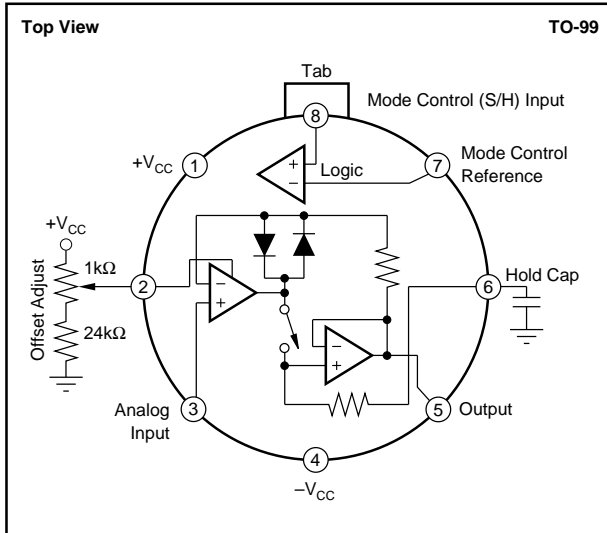 Top View
TO-99
Tab
8
Mode Control (S/H) Input
+VCC
1
+
−
Logic
7
Mode Control
Reference
+VCC
Offset Adjust
1kΩ
24kΩ
2
−
+
6
Hold Cap
−
+
3
Analog
Input
5
Output
4
–VCC